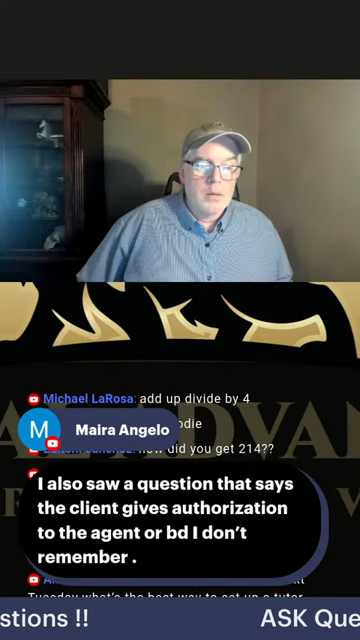 Michael LaRosa: add up divide by 4
Maira Angelo
odie
how did you get 214??
I also saw a question that says
the client gives authorization
to the agent or bd I don't
remember .
stions !!
ASK Que